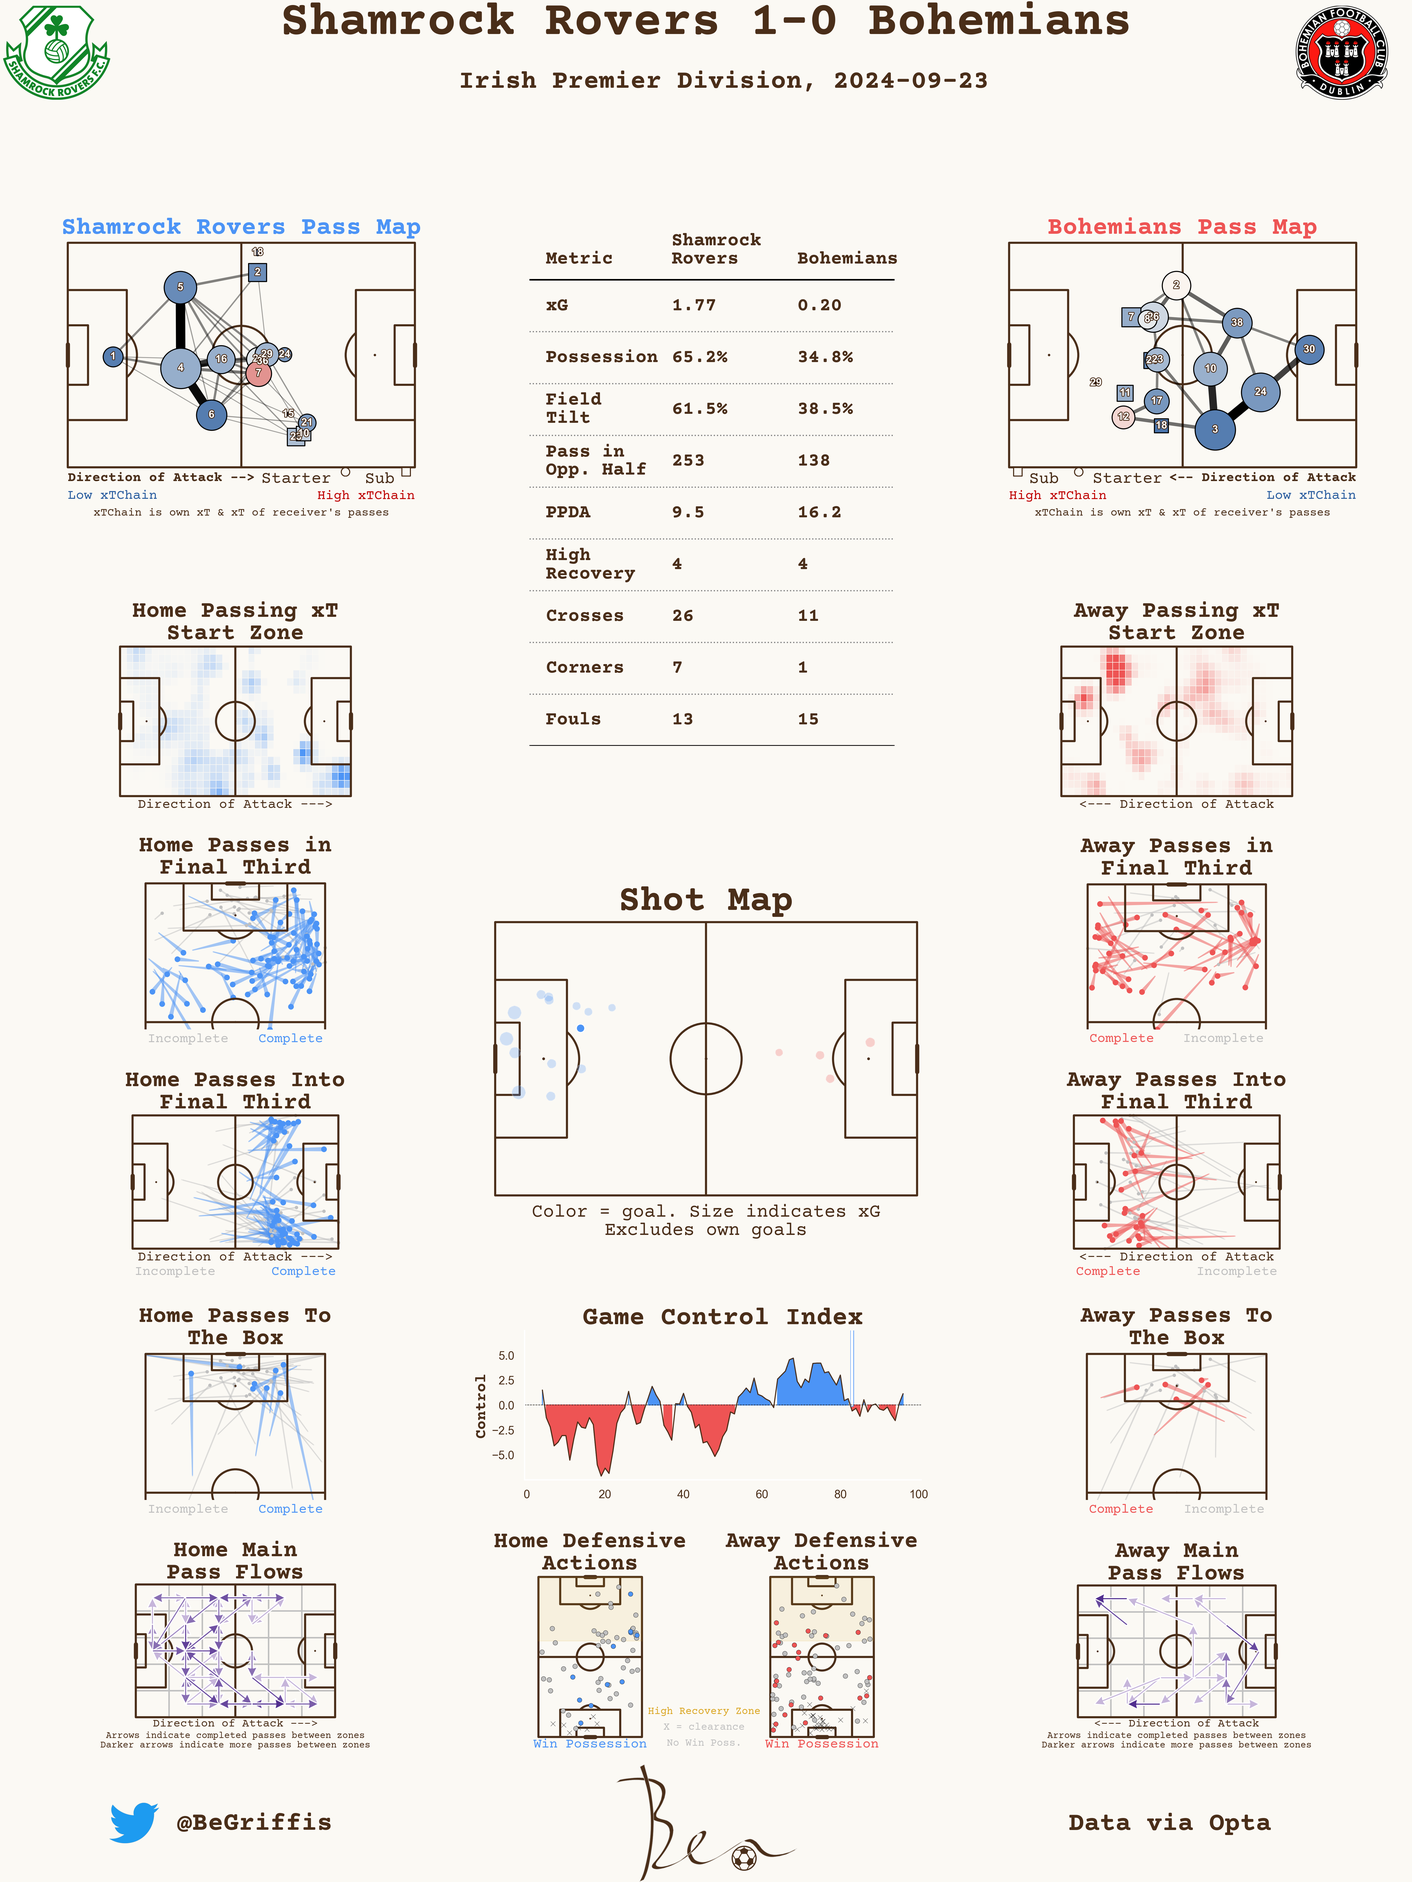 Shamrock Rovers 1-0 Bohemians
Irish Premier Division, 2024-09-23
SHAMROCK ROVERS F.C.
BOHEMIAN FOOTBALL CLUB
DUBLIN
Shamrock Rovers Pass Map
18
2
5
1
16
29
24
36
4
7
6
15
21
10
Direction of Attack --> Starter Sub
Low xTChain High xTChain
xTChain is own xT & xT of receiver's passes
Metric Shamrock Rovers Bohemians
xG 1.77 0.20
Possession 65.2% 34.8%
Field Tilt 61.5% 38.5%
Pass in Opp. Half 253 138
PPDA 9.5 16.2
High Recovery 4 4
Crosses 26 11
Corners 7 1
Fouls 13 15
Bohemians Pass Map
2
7
8
38
30
23
10
29
11
24
17
12
18
3
Sub Starter <-- Direction of Attack
High xTChain Low xTChain
xTChain is own xT & xT of receiver's passes
Home Passing xT
Start Zone
Direction of Attack --->
Away Passing xT
Start Zone
<--- Direction of Attack
Home Passes in
Final Third
Incomplete Complete
Away Passes in
Final Third
Complete Incomplete
Shot Map
Color = goal. Size indicates xG
Excludes own goals
Home Passes Into
Final Third
Direction of Attack --->
Incomplete Complete
Away Passes Into
Final Third
<--- Direction of Attack
Complete Incomplete
Home Passes To
The Box
Incomplete Complete
Game Control Index
Control
5.0
2.5
0.0
−2.5
−5.0
0 20 40 60 80 100
Away Passes To
The Box
Complete Incomplete
Home Main
Pass Flows
Direction of Attack --->
Arrows indicate completed passes between zones
Darker arrows indicate more passes between zones
Home Defensive
Actions
Win Possession
High Recovery Zone
X = clearance
No Win Poss.
Away Defensive
Actions
Win Possession
Away Main
Pass Flows
<--- Direction of Attack
Arrows indicate completed passes between zones
Darker arrows indicate more passes between zones
@BeGriffis
Ben
Data via Opta